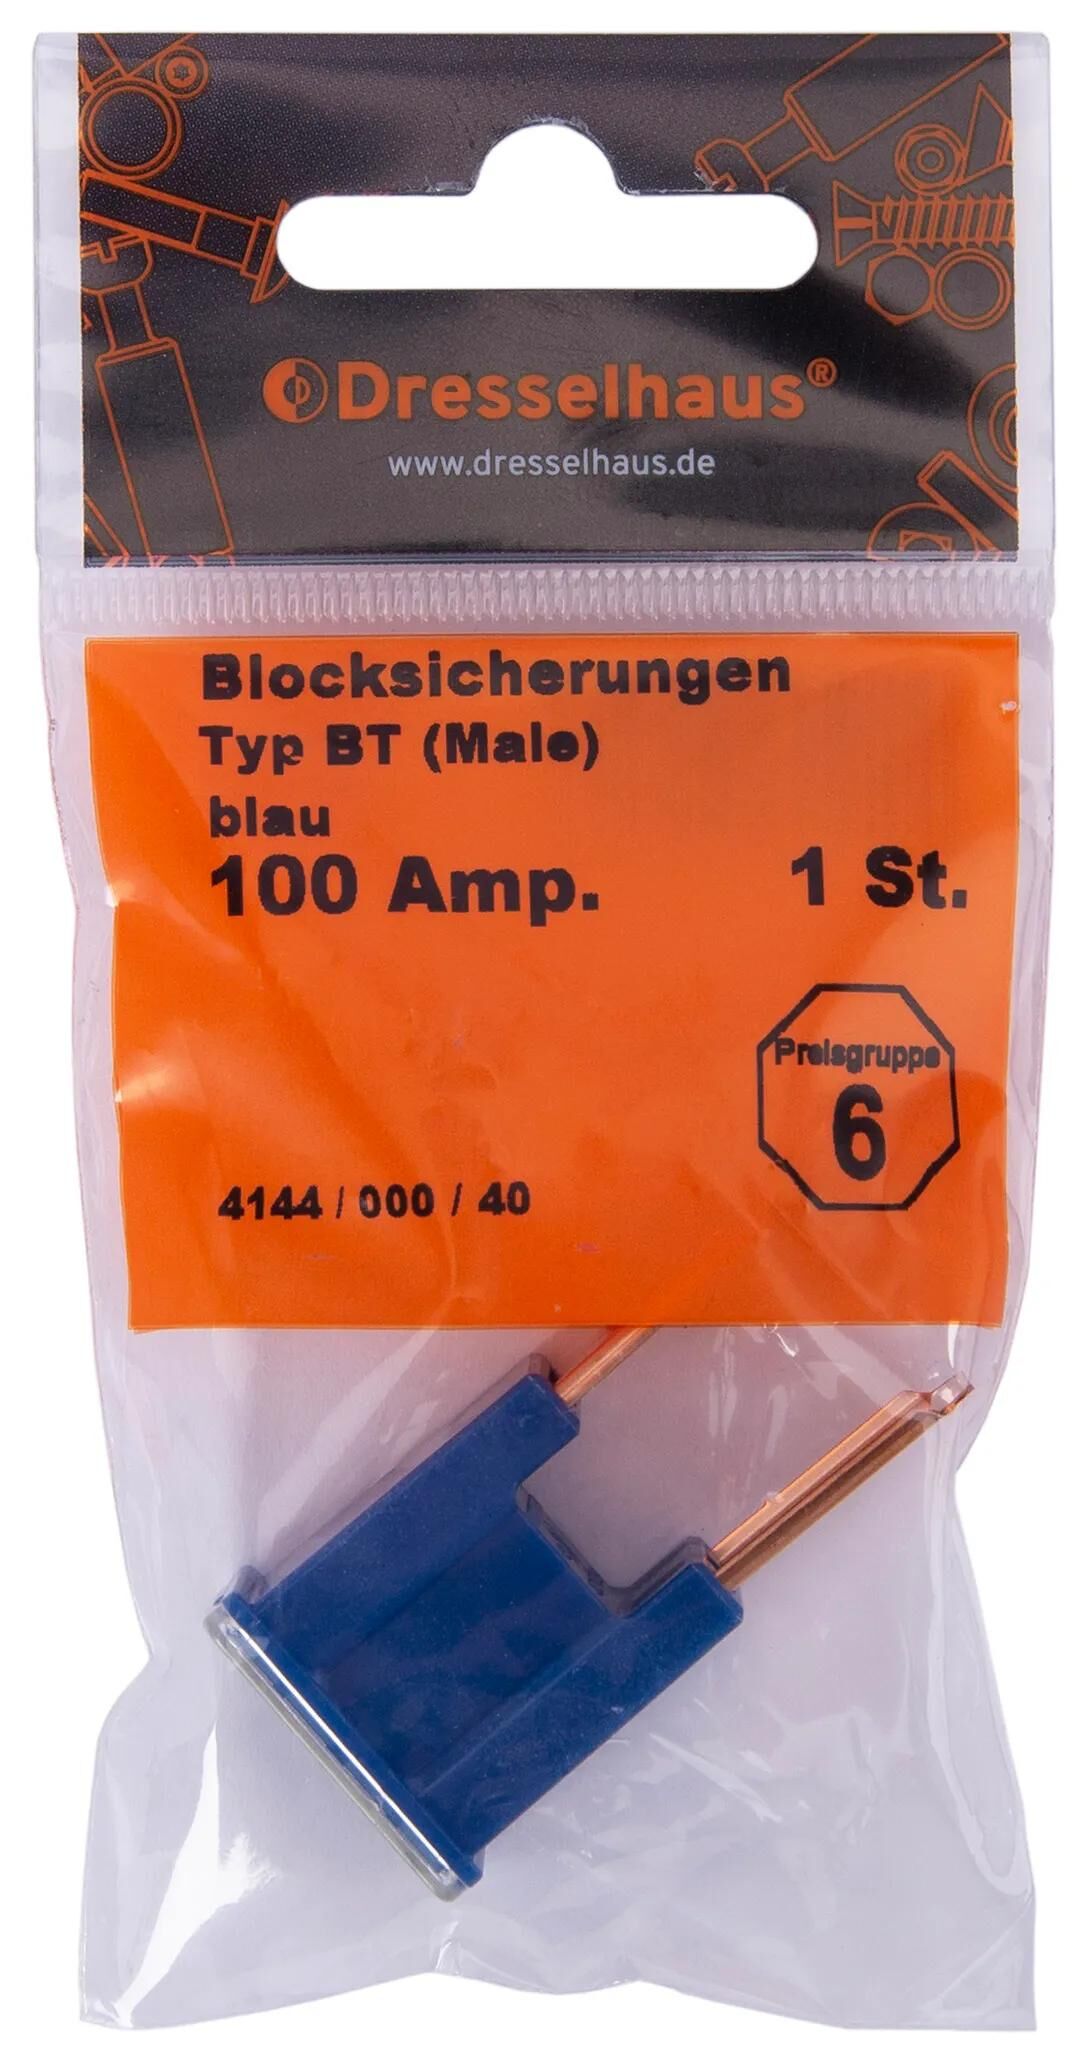 Dresselhaus®
www.dresselhaus.de
Blocksicherungen
Typ BT (Male)
blau
100 Amp. 1 St.
Preisgruppe
6
4144 / 000 / 40